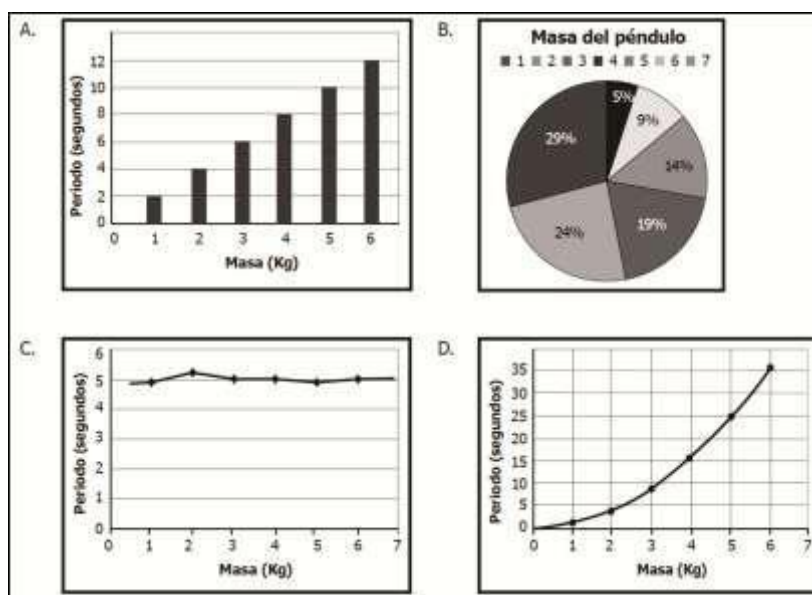 A.
Periodo (segundos)
12
10
8
6
4
2
0
0 1 2 3 4 5 6
Masa (Kg)
B.
Masa del péndulo
1 2 3 4 5 6 7
5%
9%
14%
19%
24%
29%
C.
Periodo (segundos)
6
5
4
3
2
1
0
0 1 2 3 4 5 6 7
Masa (Kg)
D.
Periodo (segundos)
35
30
25
20
15
10
5
0
0 1 2 3 4 5 6 7
Masa (Kg)